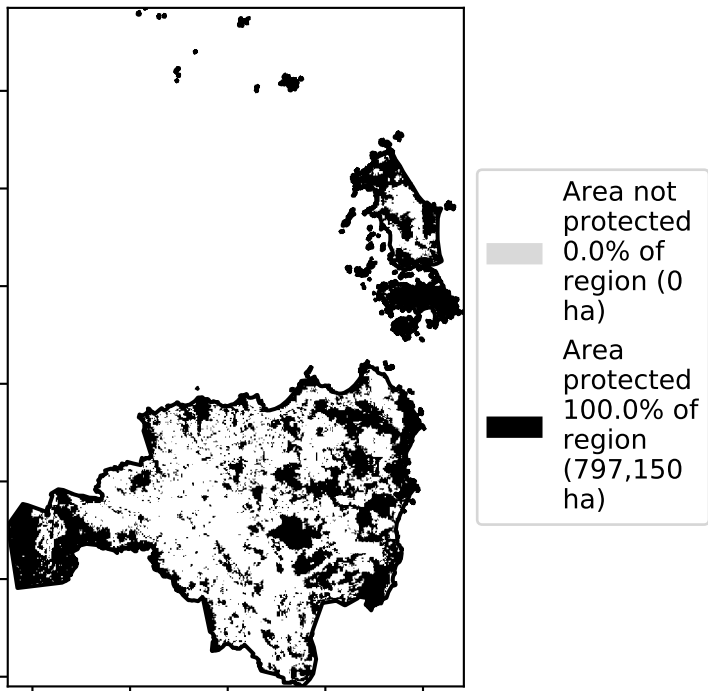 Area not
protected
0.0% of
region (0
ha)
Area
protected
100.0% of
region
(797,150
ha)